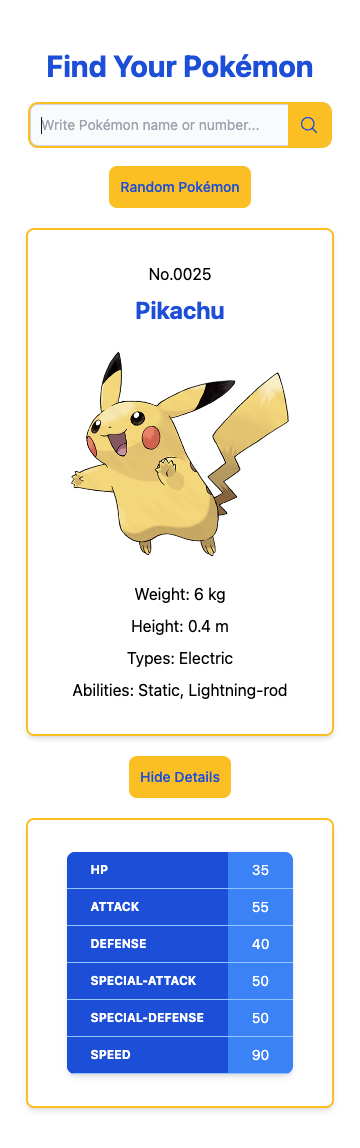 Find Your Pokémon
Write Pokémon name or number...
Random Pokémon
No.0025
Pikachu
Weight: 6 kg
Height: 0.4 m
Types: Electric
Abilities: Static, Lightning-rod
Hide Details
HP 35
ATTACK 55
DEFENSE 40
SPECIAL-ATTACK 50
SPECIAL-DEFENSE 50
SPEED 90